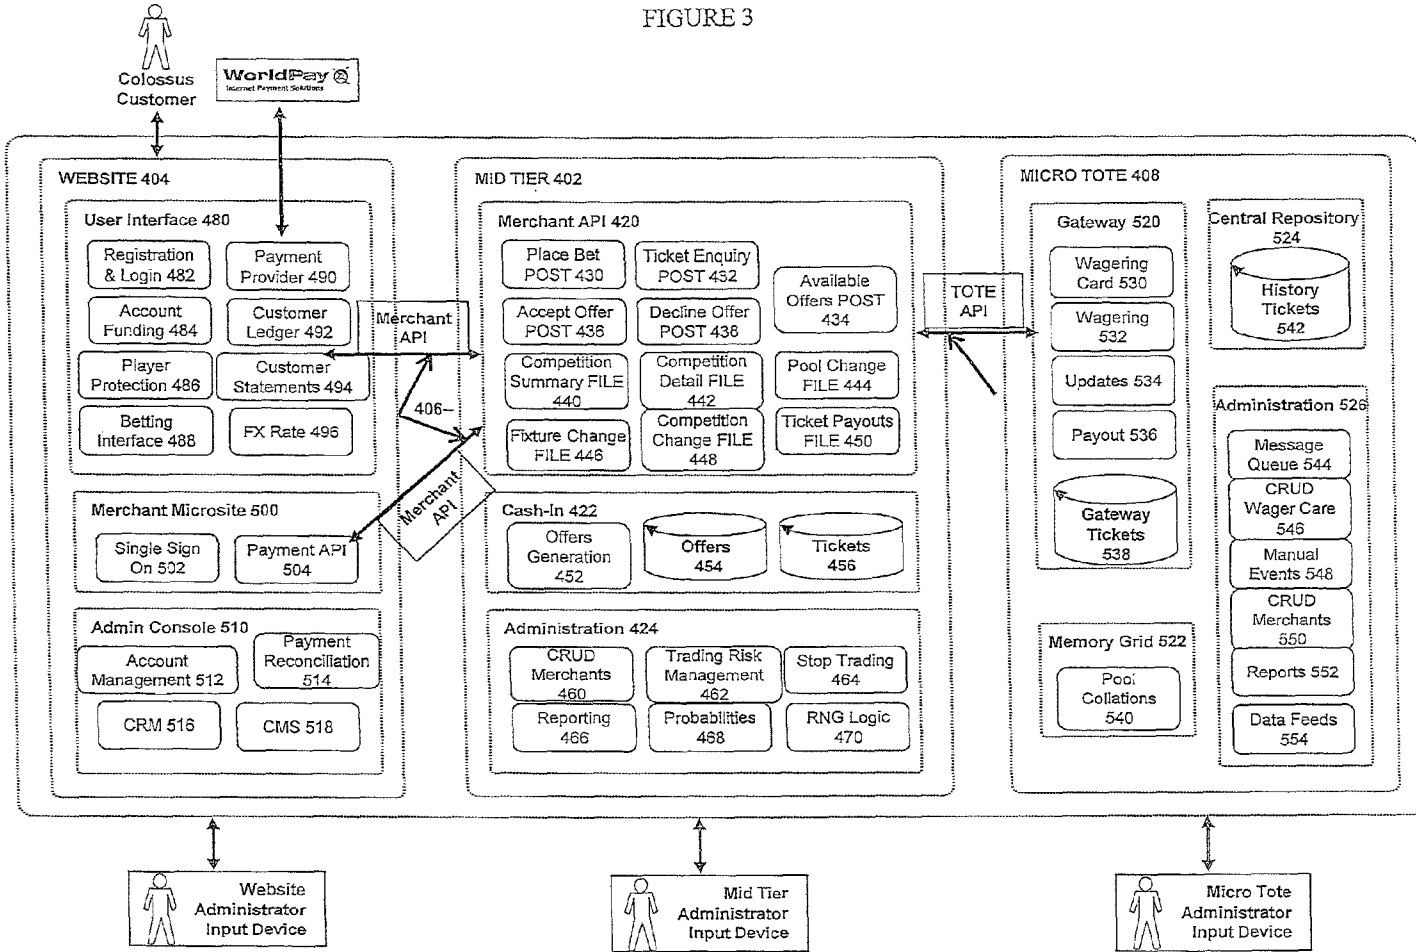 FIGURE 3
Colossus
Customer
WorldPay
Internet Payment Solutions
WEBSITE 404
User Interface 480
Registration
& Login 482
Payment
Provider 490
Account
Funding 484
Customer
Ledger 492
Player
Protection 486
Customer
Statements 494
Betting
Interface 488
FX Rate 496
Merchant Microsite 500
Single Sign
On 502
Payment API
504
Admin Console 510
Account
Management 512
Payment
Reconciliation
514
CRM 516
CMS 518
Merchant
API
406
Merchant
API
MID TIER 402
Merchant API 420
Place Bet
POST 430
Ticket Enquiry
POST 432
Available
Offers POST
434
Accept Offer
POST 436
Decline Offer
POST 438
Competition
Summary FILE
440
Competition
Detail FILE
442
Pool Change
FILE 444
Fixture Change
FILE 446
Competition
Change FILE
448
Ticket Payouts
FILE 450
Cash-In 422
Offers
Generation
452
Offers
454
Tickets
456
Administration 424
CRUD
Merchants
460
Trading Risk
Management
462
Stop Trading
464
Reporting
466
Probabilities
468
RNG Logic
470
TOTE
API
MICRO TOTE 408
Gateway 520
Wagering
Card 530
Wagering
532
Updates 534
Payout 536
Gateway
Tickets
538
Memory Grid 522
Pool
Collations
540
Central Repository
524
History
Tickets
542
Administration 526
Message
Queue 544
CRUD
Wager Care
546
Manual
Events 548
CRUD
Merchants
550
Reports 552
Data Feeds
554
Website
Administrator
Input Device
Mid Tier
Administrator
Input Device
Micro Tote
Administrator
Input Device